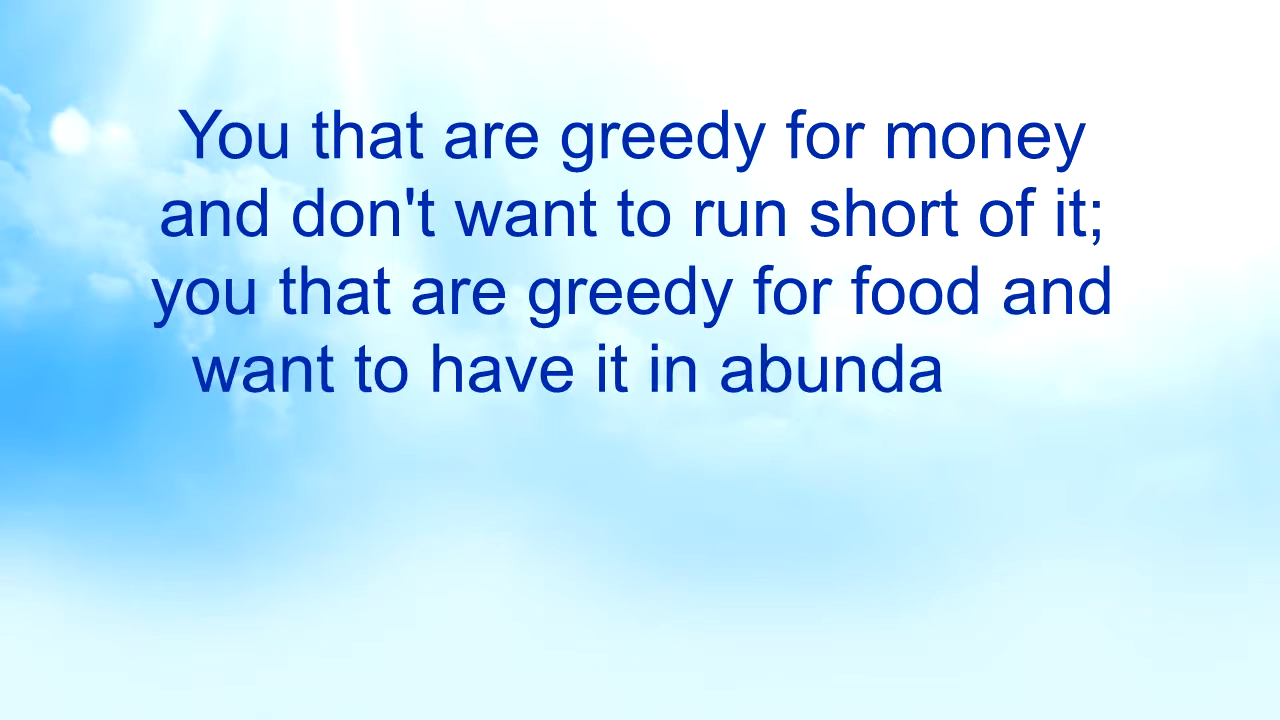 You that are greedy for money
and don't want to run short of it;
you that are greedy for food and
want to have it in abunda